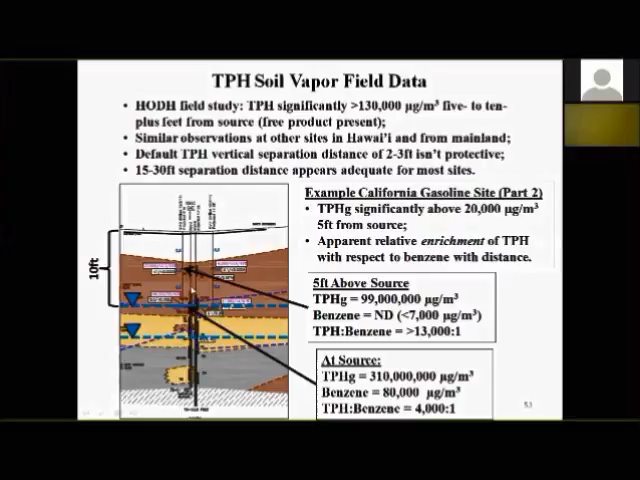 TPH Soil Vapor Field Data
• HODH field study: TPH significantly >130,000 µg/m³ five- to ten-
plus feet from source (free product present);
• Similar observations at other sites in Hawai'i and from mainland;
• Default TPH vertical separation distance of 2-3ft isn't protective;
• 15-30ft separation distance appears adequate for most sites.
Example California Gasoline Site (Part 2)
• TPHg significantly above 20,000 µg/m³
5ft from source;
• Apparent relative enrichment of TPH
with respect to benzene with distance.
10ft
5ft Above Source
TPHg = 99,000,000 µg/m³
Benzene = ND (<7,000 µg/m³)
TPH:Benzene = >13,000:1
At Source:
TPHg = 310,000,000 µg/m³
Benzene = 80,000 µg/m³
TPH:Benzene = 4,000:1